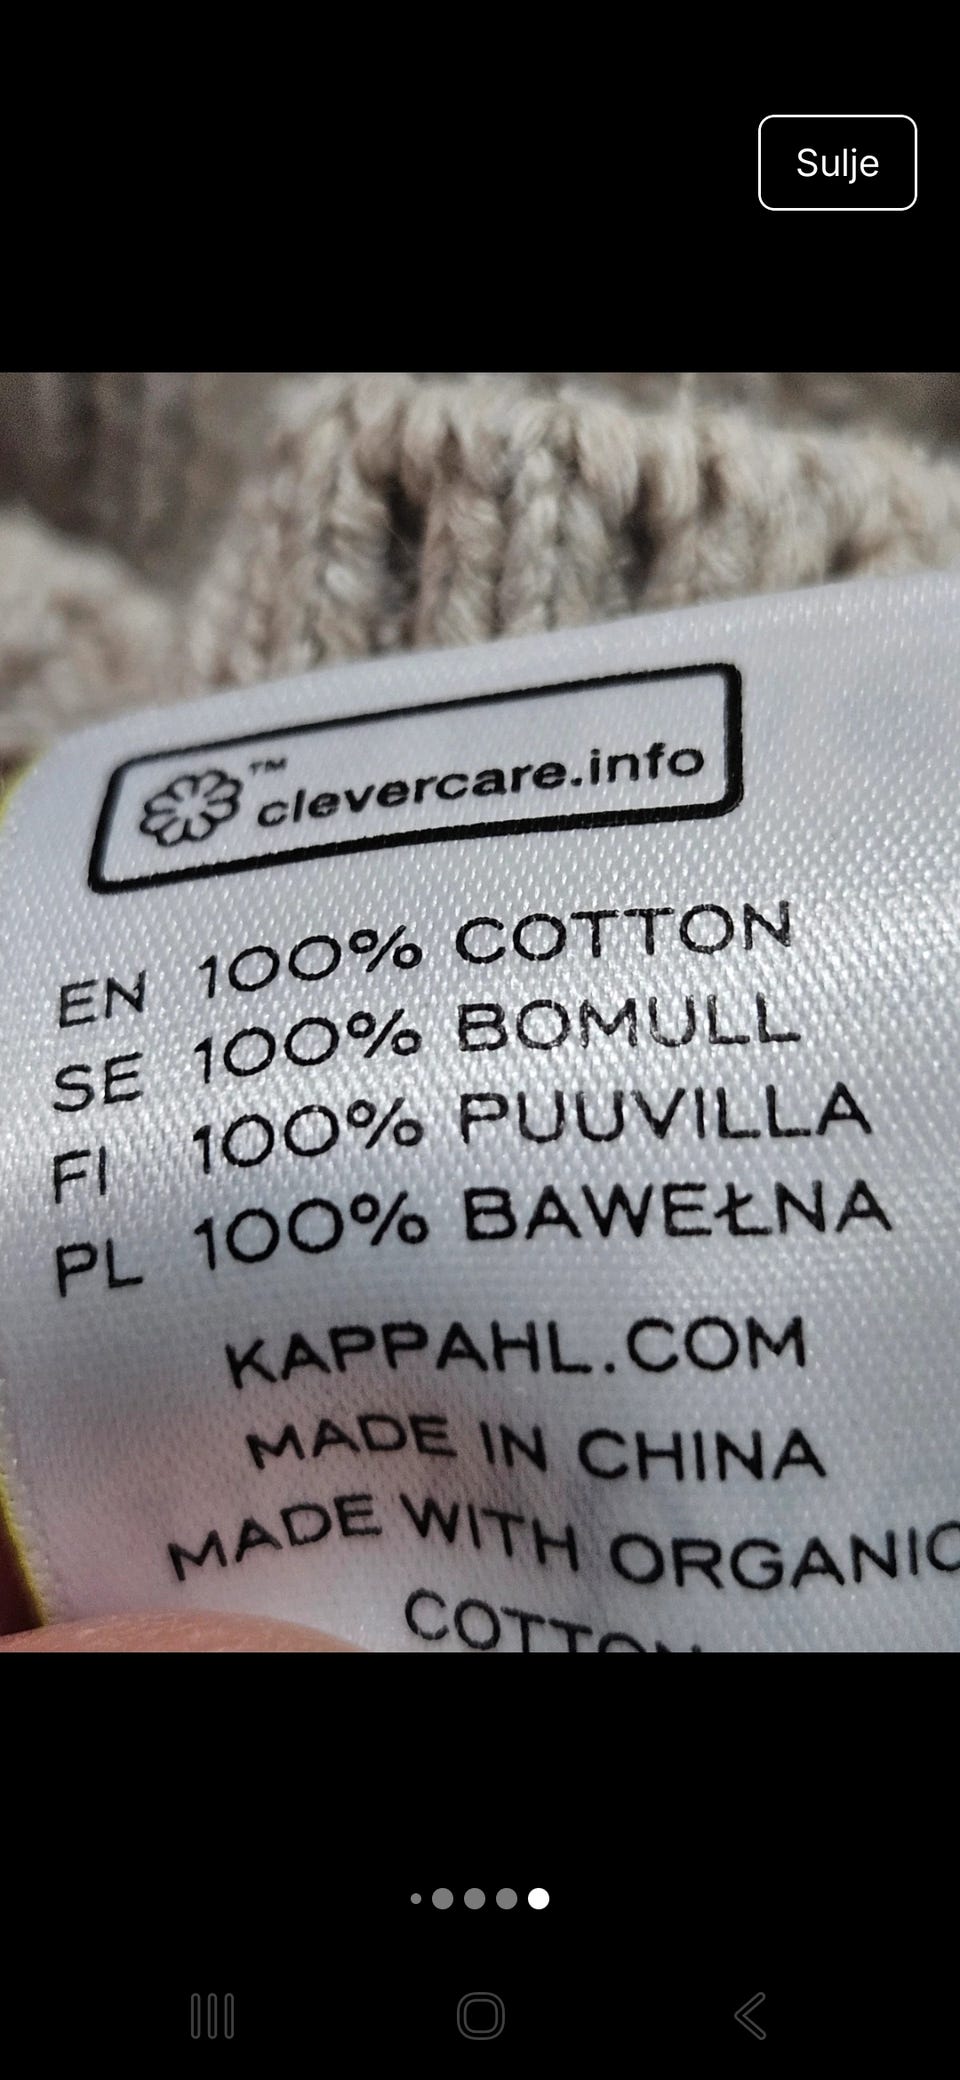 Sulje
™ clevercare.info
EN 100% COTTON
SE 100% BOMULL
FI 100% PUUVILLA
PL 100% BAWEŁNA
KAPPAHL.COM
MADE IN CHINA
MADE WITH ORGANIC
COTTON